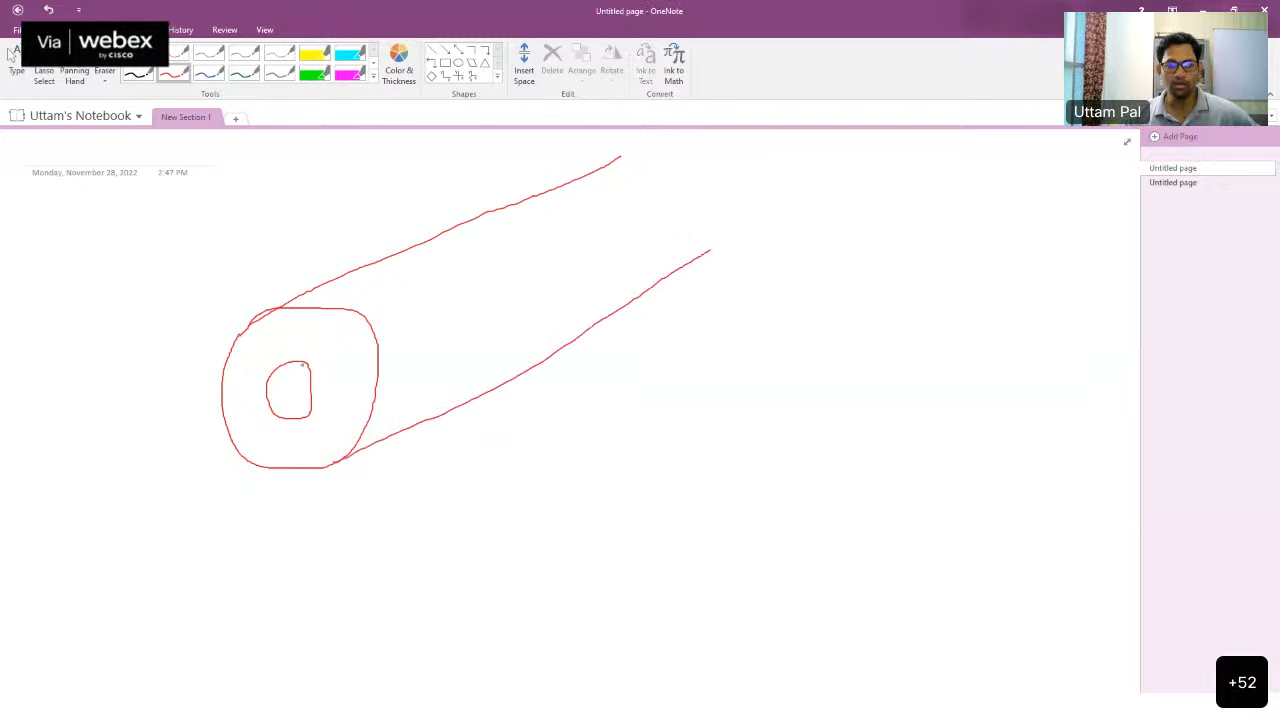 Untitled page - OneNote
Via webex
by CISCO
History Review View
Type Lasso Select Panning Hand Eraser
Color & Thickness
Insert Space Delete Arrange Rotate Ink to Text Ink to Math
Tools Shapes Edit Convert
Uttam Pal
Uttam's Notebook New Section 1
Add Page
Untitled page
Untitled page
Monday, November 28, 2022 2:47 PM
+52